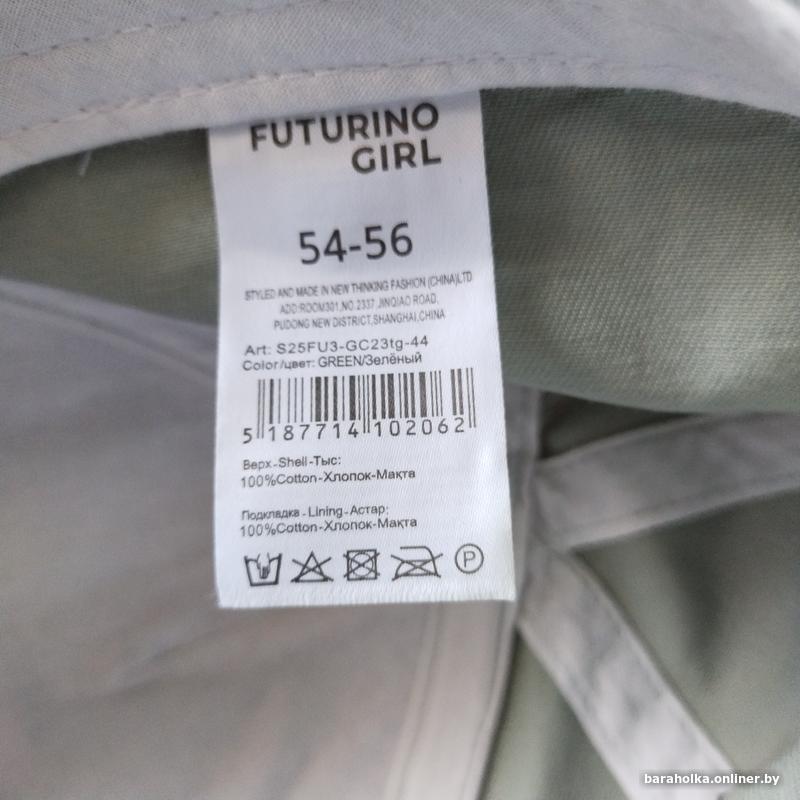 FUTURINO
GIRL
54-56
STYLED AND MADE IN NEW THINKING FASHION (CHINA)LTD
ADD:ROOM301,NO.2337 JINQIAO ROAD,
PUDONG NEW DISTRICT,SHANGHAI,CHINA
Art: S25FU3-GC23tg-44
Color/цвет: GREEN/Зелёный
5 187714 102062
Верх-Shell-Тыс:
100%Cotton-Хлопок-Мақта
Подкладка-Lining-Астар:
100%Cotton-Хлопок-Мақта
P
baraholka.onliner.by